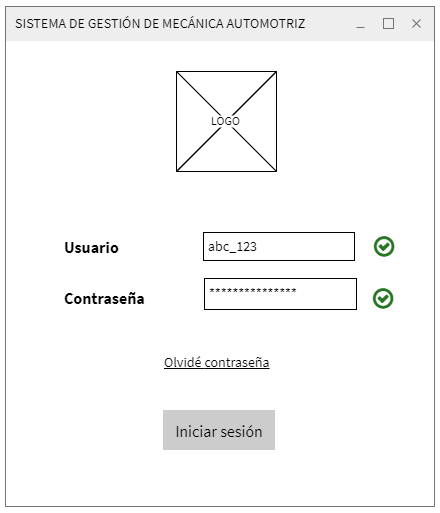 SISTEMA DE GESTIÓN DE MECÁNICA AUTOMOTRIZ
LOGO
Usuario abc_123
Contraseña ***************
Olvidé contraseña
Iniciar sesión